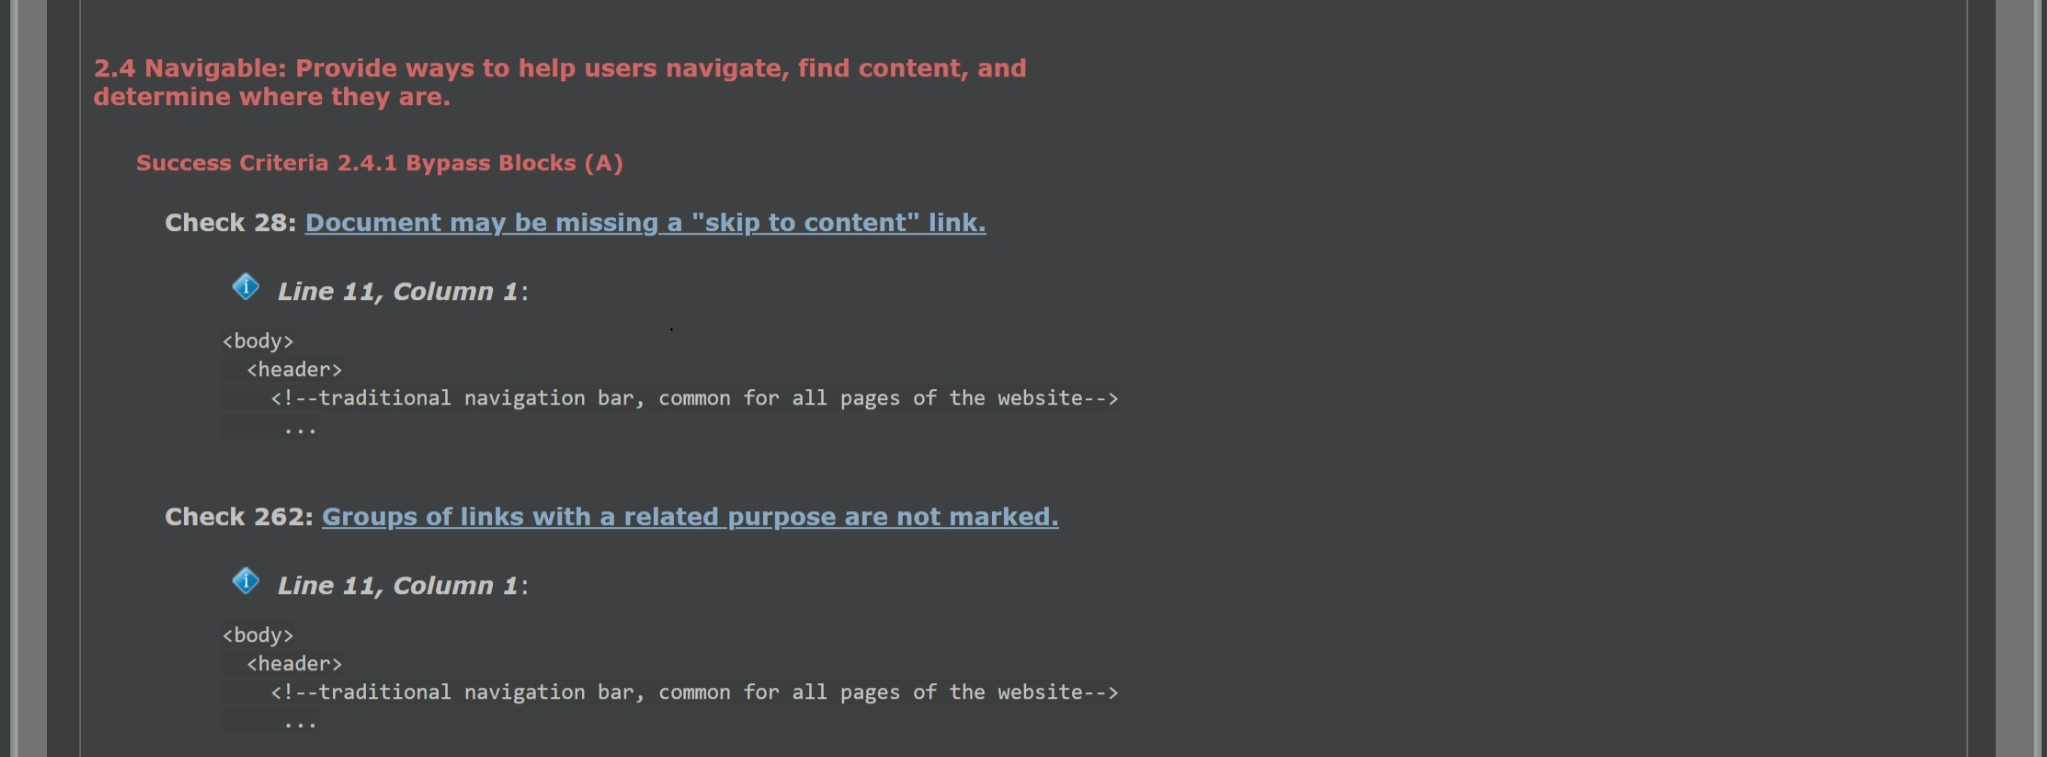 2.4 Navigable: Provide ways to help users navigate, find content, and
determine where they are.
Success Criteria 2.4.1 Bypass Blocks (A)
Check 28: Document may be missing a "skip to content" link.
Line 11, Column 1:
<body>
<header>
<!--traditional navigation bar, common for all pages of the website-->
...
Check 262: Groups of links with a related purpose are not marked.
Line 11, Column 1:
<body>
<header>
<!--traditional navigation bar, common for all pages of the website-->
...